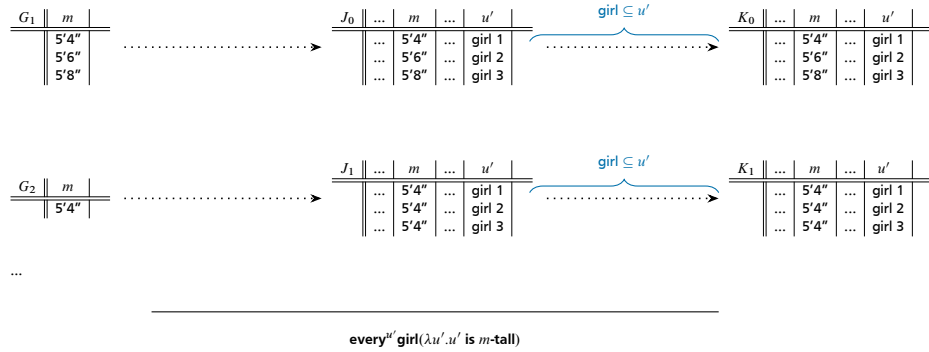 girl ⊆ u′
G₁ m J₀ ... m ... u′ K₀ ... m ... u′
5′4″ ... 5′4″ ... girl 1 ... 5′4″ ... girl 1
5′6″ ... 5′6″ ... girl 2 ... 5′6″ ... girl 2
5′8″ ... 5′8″ ... girl 3 ... 5′8″ ... girl 3
girl ⊆ u′
G₂ m J₁ ... m ... u′ K₁ ... m ... u′
5′4″ ... 5′4″ ... girl 1 ... 5′4″ ... girl 1
... 5′4″ ... girl 2 ... 5′4″ ... girl 2
... 5′4″ ... girl 3 ... 5′4″ ... girl 3
...
every^u′ girl(λu′.u′ is m-tall)